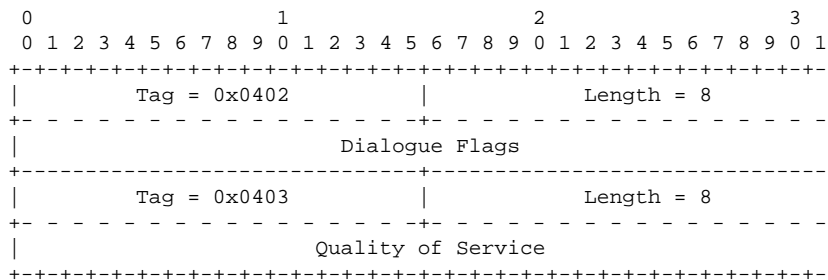 0                   1                   2                   3
0 1 2 3 4 5 6 7 8 9 0 1 2 3 4 5 6 7 8 9 0 1 2 3 4 5 6 7 8 9 0 1
+-+-+-+-+-+-+-+-+-+-+-+-+-+-+-+-+-+-+-+-+-+-+-+-+-+-+-+-+-+-+-+-
|         Tag = 0x0402          |            Length = 8
+- - - - - - - - - - - - - - - -+- - - - - - - - - - - - - - - -
|                         Dialogue Flags
+-------------------------------+--------------------------------
|         Tag = 0x0403          |            Length = 8
+- - - - - - - - - - - - - - - -+- - - - - - - - - - - - - - - -
|                       Quality of Service
+-+-+-+-+-+-+-+-+-+-+-+-+-+-+-+-+-+-+-+-+-+-+-+-+-+-+-+-+-+-+-+-